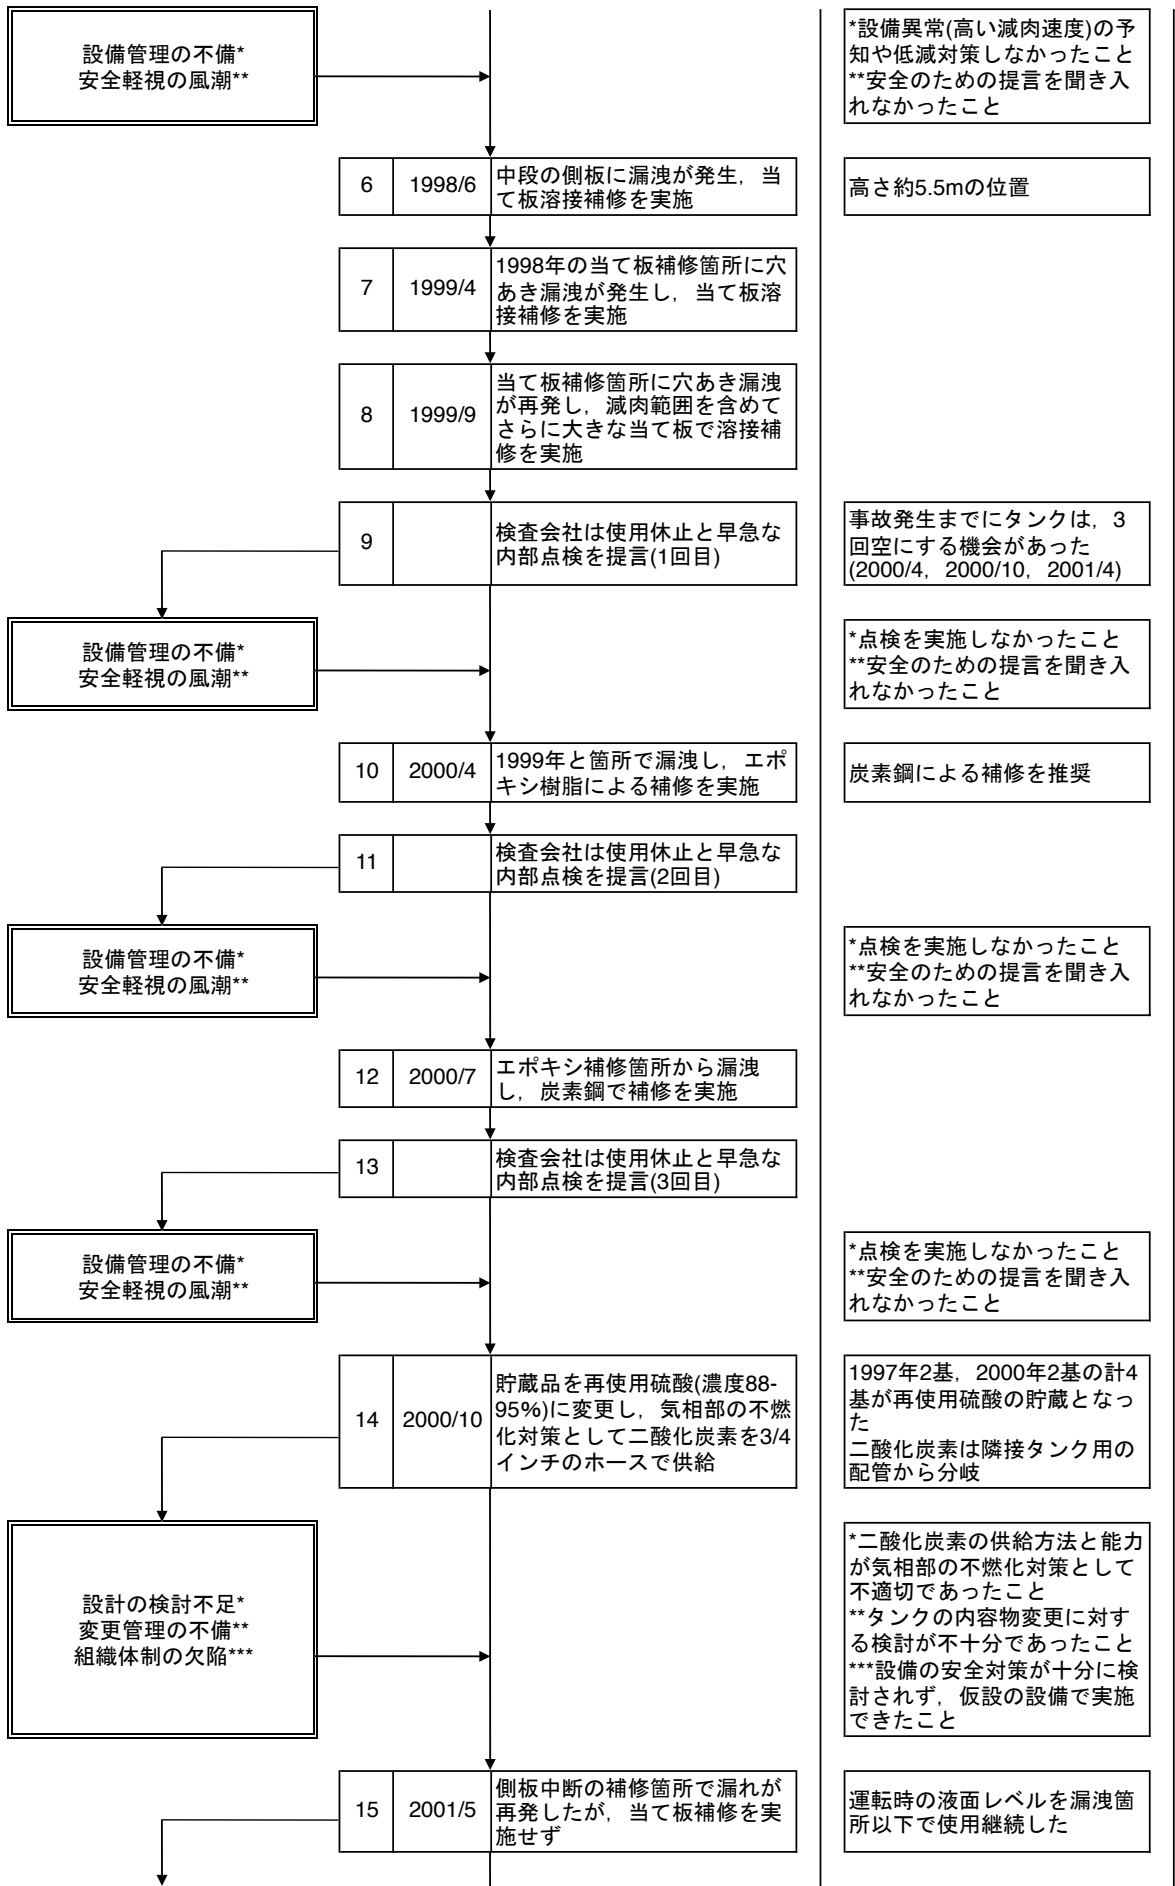 設備管理の不備*
安全軽視の風潮**
*設備異常(高い減肉速度)の予
知や低減対策しなかったこと
**安全のための提言を聞き入
れなかったこと
6 1998/6 中段の側板に漏洩が発生，当
て板溶接補修を実施
高さ約5.5mの位置
7 1999/4 1998年の当て板補修箇所に穴
あき漏洩が発生し，当て板溶
接補修を実施
8 1999/9 当て板補修箇所に穴あき漏洩
が再発し，減肉範囲を含めて
さらに大きな当て板で溶接補
修を実施
9 検査会社は使用休止と早急な
内部点検を提言(1回目)
事故発生までにタンクは，3
回空にする機会があった
(2000/4，2000/10，2001/4)
設備管理の不備*
安全軽視の風潮**
*点検を実施しなかったこと
**安全のための提言を聞き入
れなかったこと
10 2000/4 1999年と箇所で漏洩し，エポ
キシ樹脂による補修を実施
炭素鋼による補修を推奨
11 検査会社は使用休止と早急な
内部点検を提言(2回目)
設備管理の不備*
安全軽視の風潮**
*点検を実施しなかったこと
**安全のための提言を聞き入
れなかったこと
12 2000/7 エポキシ補修箇所から漏洩
し，炭素鋼で補修を実施
13 検査会社は使用休止と早急な
内部点検を提言(3回目)
設備管理の不備*
安全軽視の風潮**
*点検を実施しなかったこと
**安全のための提言を聞き入
れなかったこと
14 2000/10 貯蔵品を再使用硫酸(濃度88-
95%)に変更し，気相部の不燃
化対策として二酸化炭素を3/4
インチのホースで供給
1997年2基，2000年2基の計4
基が再使用硫酸の貯蔵となっ
た
二酸化炭素は隣接タンク用の
配管から分岐
設計の検討不足*
変更管理の不備**
組織体制の欠陥***
*二酸化炭素の供給方法と能力
が気相部の不燃化対策として
不適切であったこと
**タンクの内容物変更に対す
る検討が不十分であったこと
***設備の安全対策が十分に検
討されず，仮設の設備で実施
できたこと
15 2001/5 側板中断の補修箇所で漏れが
再発したが，当て板補修を実
施せず
運転時の液面レベルを漏洩箇
所以下で使用継続した